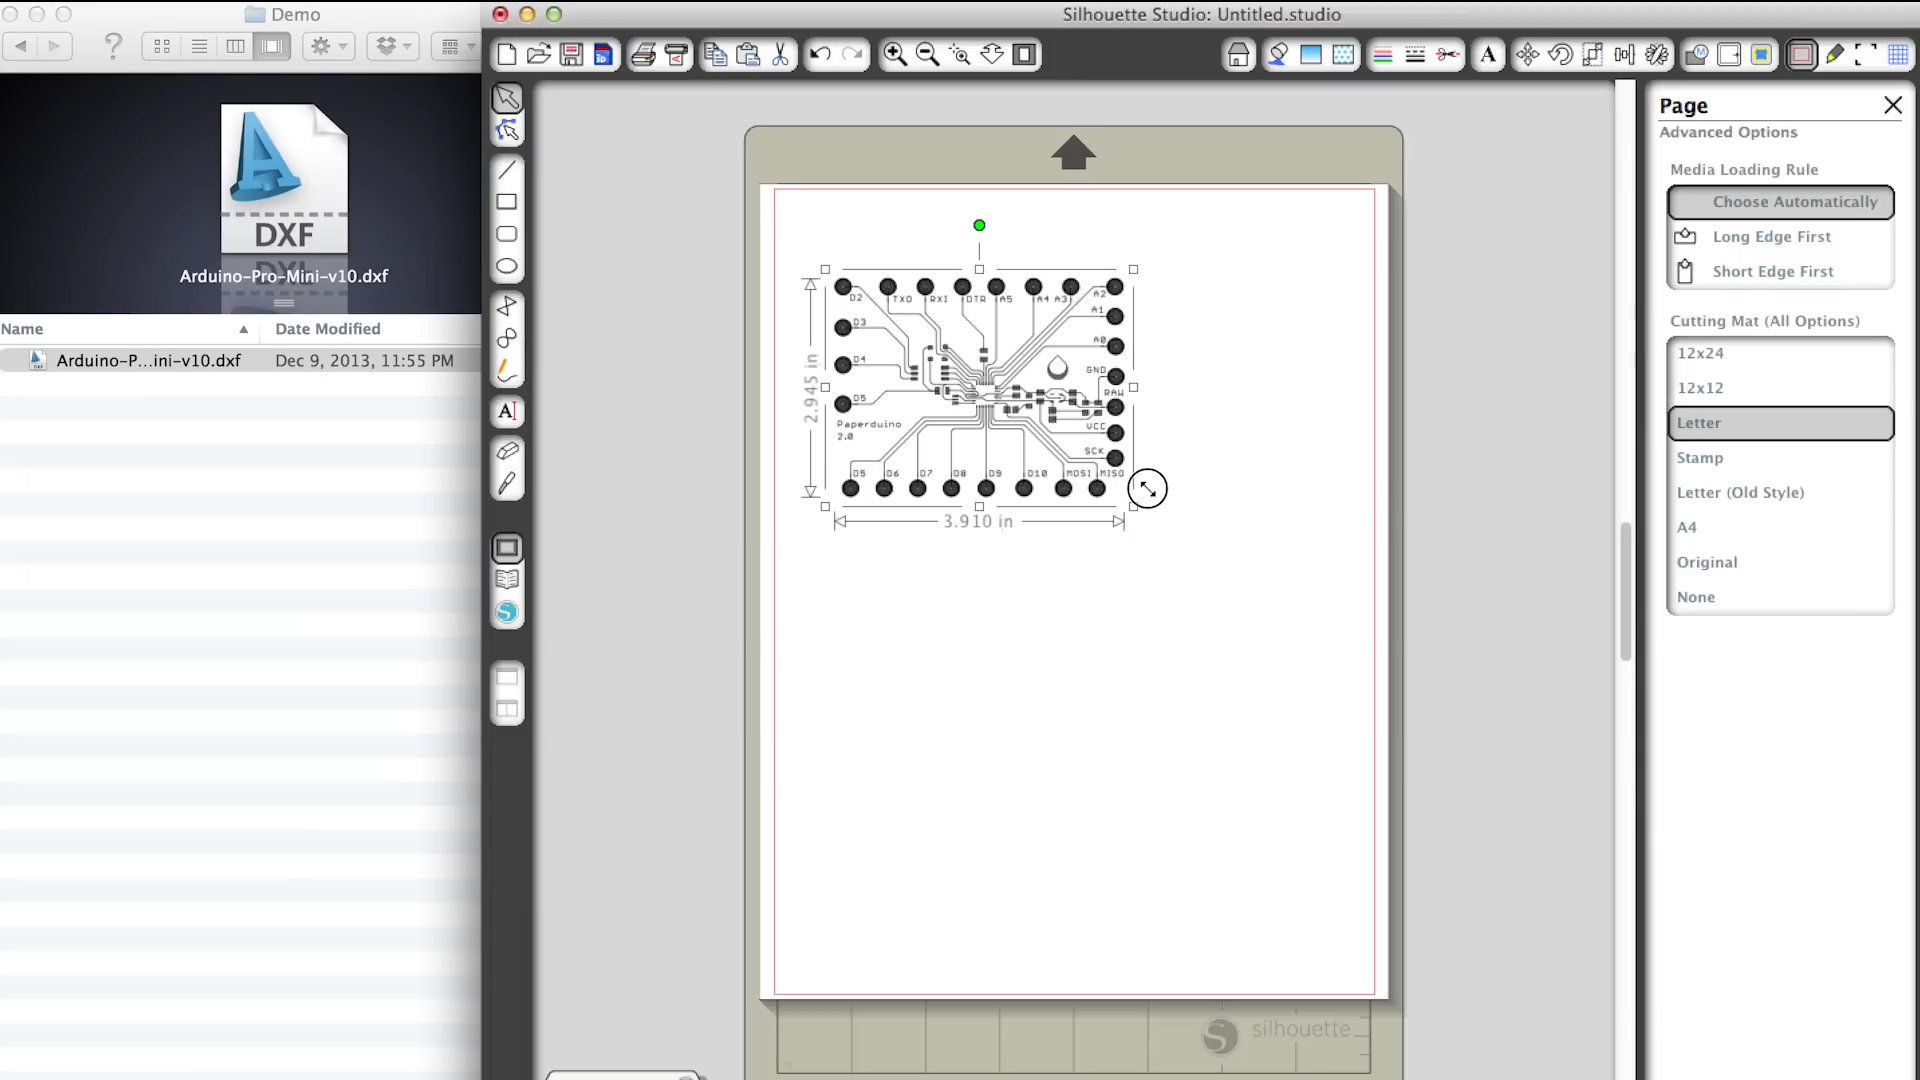 Demo
Silhouette Studio: Untitled.studio
DXF
Arduino-Pro-Mini-v10.dxf
Name
Date Modified
Arduino-P...ini-v10.dxf
Dec 9, 2013, 11:55 PM
D2 TXO RXI DTR A5 A4 A3 A2
D3
A1
D4
A0
GND
D5
RAW
Paperduino
2.0
VCC
SCK
D5 D6 D7 D8 D9 D10 MOSI MISO
2.945 in
3.910 in
silhouette
Page
Advanced Options
Media Loading Rule
Choose Automatically
Long Edge First
Short Edge First
Cutting Mat (All Options)
12x24
12x12
Letter
Stamp
Letter (Old Style)
A4
Original
None